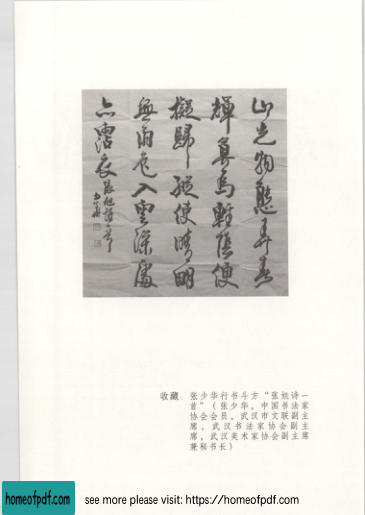 山光物態弄春
輝莫為輕陰便
擬歸縱使晴明
無雨色入雲深處
亦沾衣 張旭詩一首
少華
收藏：张少华行书斗方“张旭诗一
首”（张少华，中国书法家
协会会员，武汉市文联副主
席，武汉书法家协会副主
席，武汉美术家协会副主席
兼秘书长）
homeofpdf.com see more please visit: https://homeofpdf.com